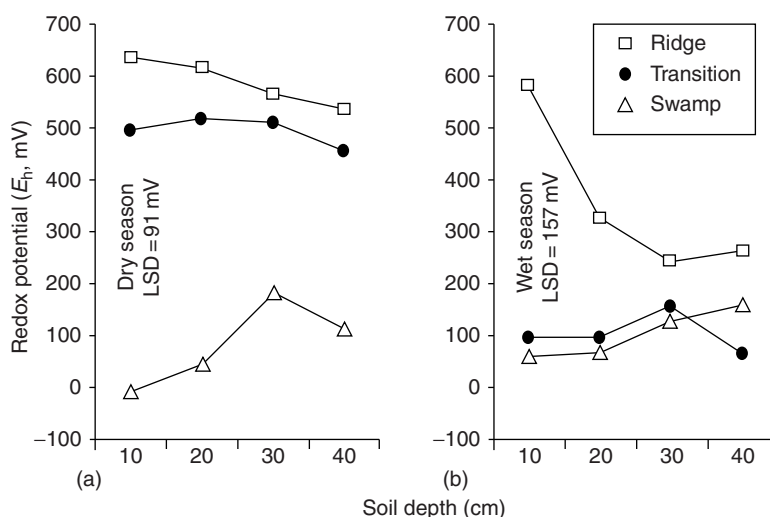 Redox potential (Eh, mV)
700
600
500
400
300
200
100
0
−100
Dry season
LSD = 91 mV
10 20 30 40
(a)
700
600
500
400
300
200
100
0
−100
Wet season
LSD = 157 mV
Ridge
Transition
Swamp
10 20 30 40
(b)
Soil depth (cm)